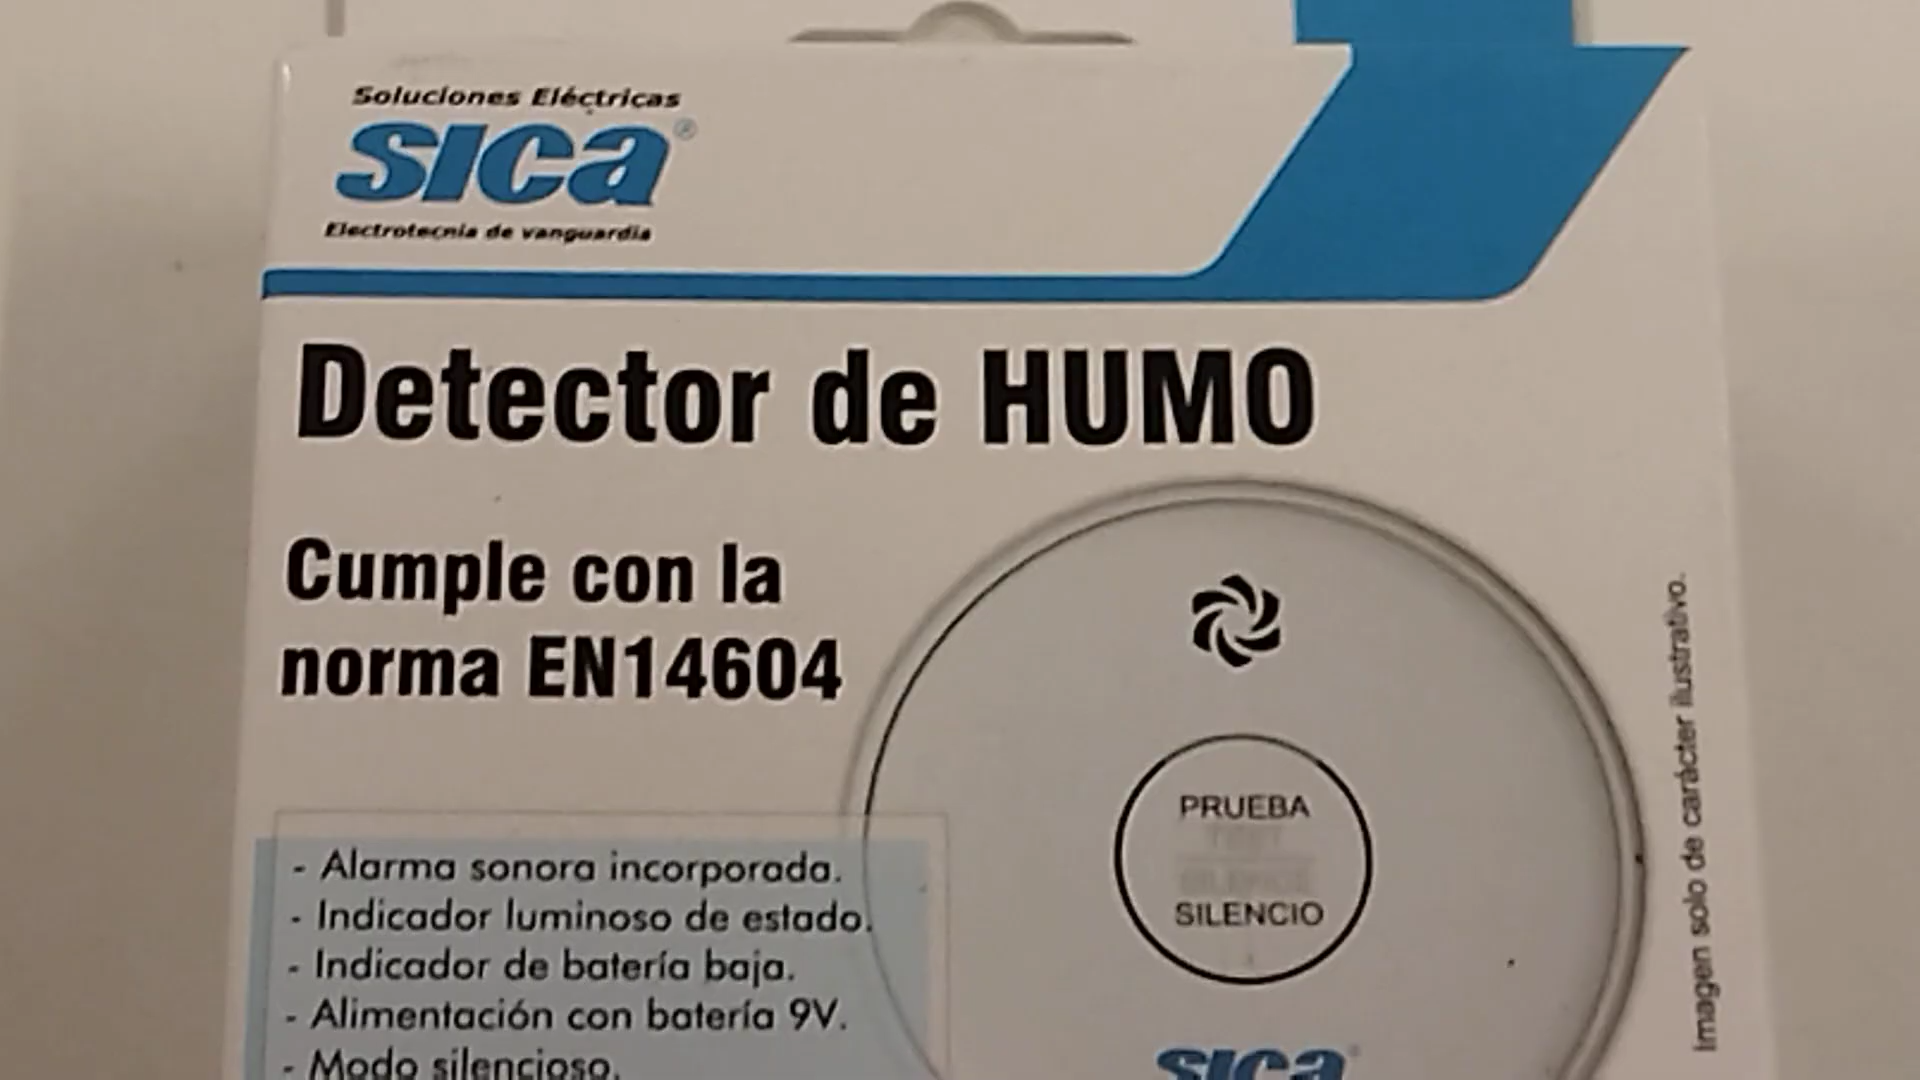 Soluciones Eléctricas
sica®
Electrotecnia de vanguardia
Detector de HUMO
Cumple con la
norma EN14604
- Alarma sonora incorporada.
- Indicador luminoso de estado.
- Indicador de batería baja.
- Alimentación con batería 9V.
- Modo silencioso.
PRUEBA
SILENCIO
sica
Imagen solo de carácter ilustrativo.